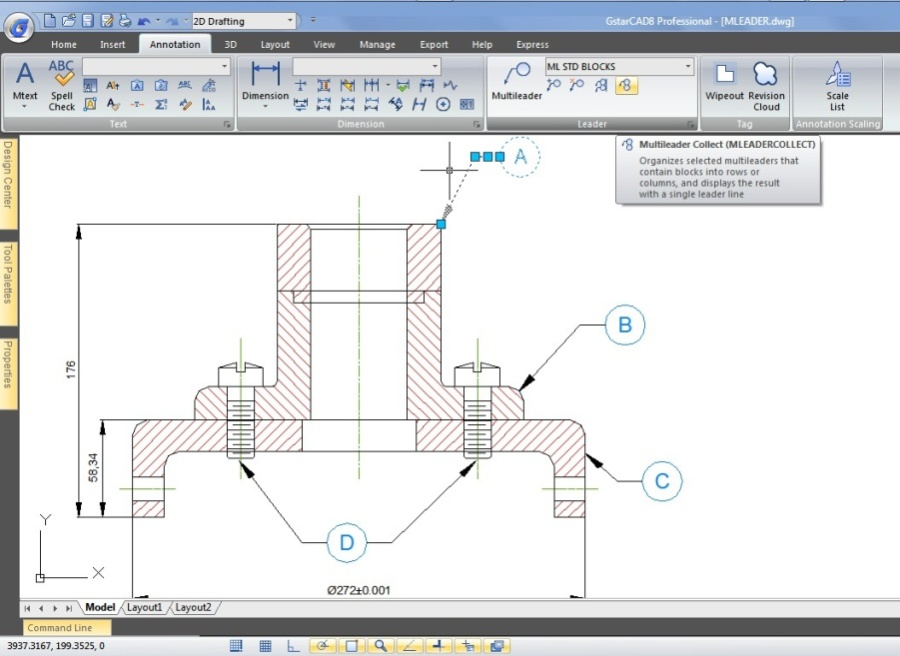 2D Drafting
GstarCAD8 Professional - [MLEADER.dwg]
Home Insert Annotation 3D Layout View Manage Export Help Express
ABC
ML STD BLOCKS
Mtext
Spell
Check
Dimension
Multileader
Wipeout
Revision
Cloud
Scale
List
Text
Dimension
Leader
Tag
Annotation Scaling
Multileader Collect (MLEADERCOLLECT)
Organizes selected multileaders that
contain blocks into rows or
columns, and displays the result
with a single leader line
Design Center
Tool Palettes
Properties
A
B
C
D
176
58,34
Ø272±0.001
Y
X
Model Layout1 Layout2
Command Line
3937.3167, 199.3525, 0